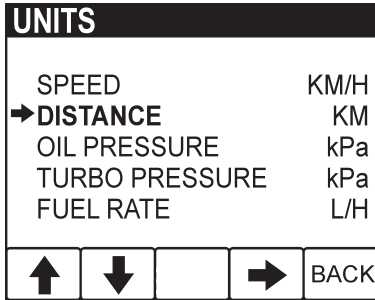 UNITS
SPEED KM/H
DISTANCE KM
OIL PRESSURE kPa
TURBO PRESSURE kPa
FUEL RATE L/H
BACK